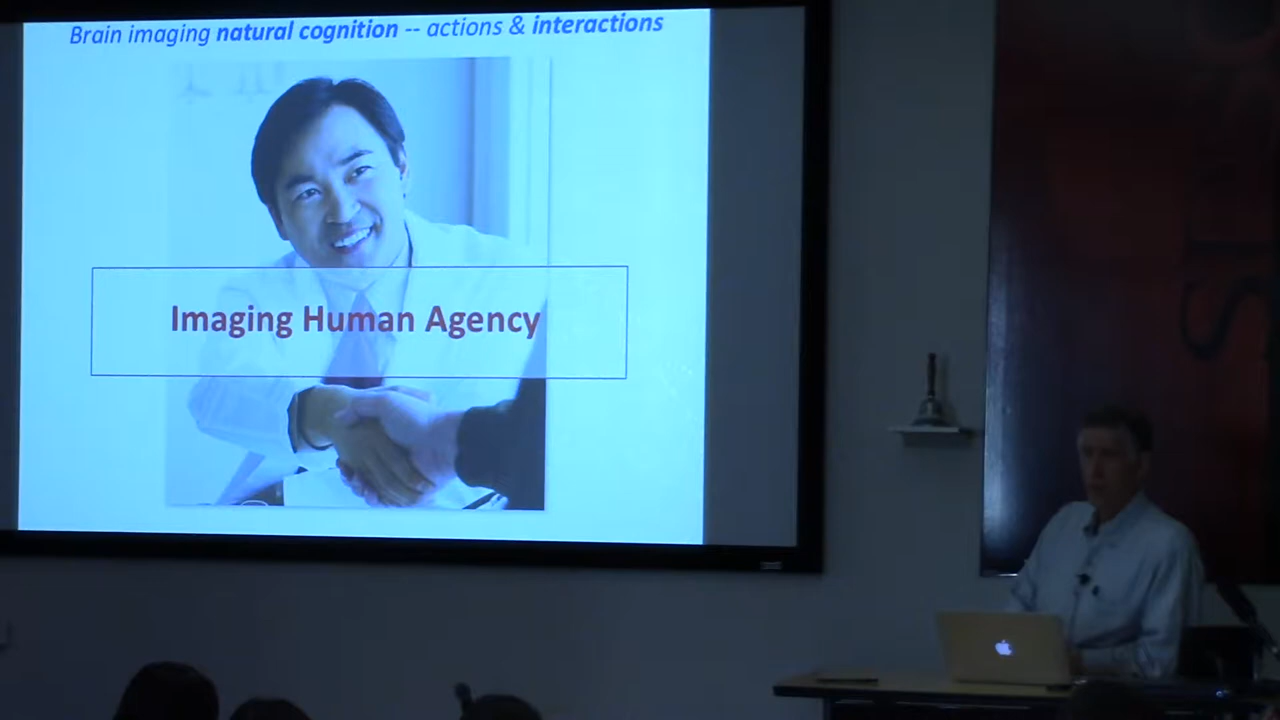 Brain imaging natural cognition -- actions & interactions
Imaging Human Agency